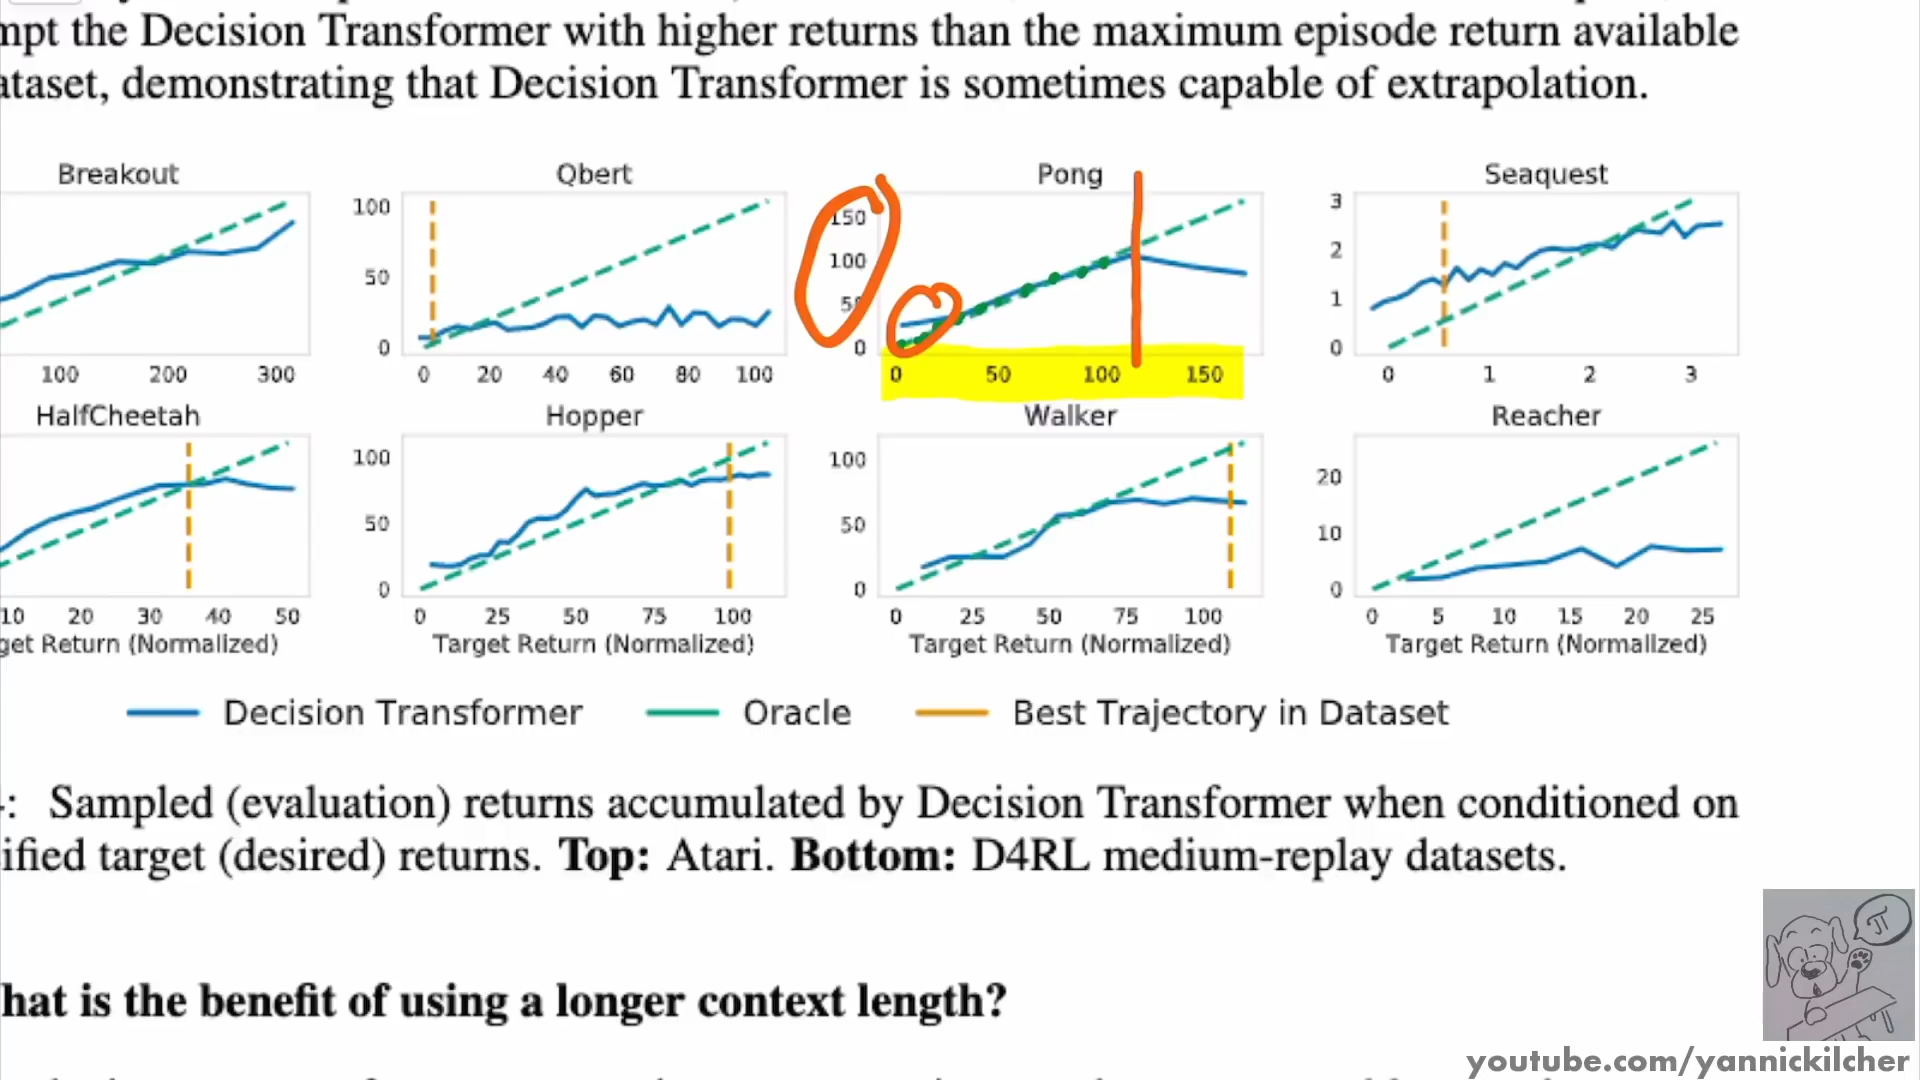 mpt the Decision Transformer with higher returns than the maximum episode return available
ataset, demonstrating that Decision Transformer is sometimes capable of extrapolation.
Breakout Qbert Pong Seaquest
100 50 0
150 100 5 0
3 2 1 0
100 200 300
0 20 40 60 80 100
0 50 100 150
0 1 2 3
HalfCheetah Hopper Walker Reacher
100 50 0
100 50 0
20 10 0
10 20 30 40 50
0 25 50 75 100
0 25 50 75 100
0 5 10 15 20 25
get Return (Normalized) Target Return (Normalized) Target Return (Normalized) Target Return (Normalized)
Decision Transformer Oracle Best Trajectory in Dataset
: Sampled (evaluation) returns accumulated by Decision Transformer when conditioned on
ified target (desired) returns. Top: Atari. Bottom: D4RL medium-replay datasets.
hat is the benefit of using a longer context length?
π
youtube.com/yannickilcher